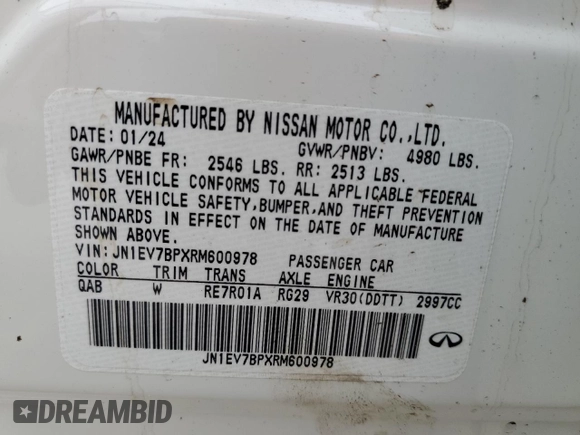 MANUFACTURED BY NISSAN MOTOR CO.,LTD.
DATE: 01/24 GVWR/PNBV: 4980 LBS.
GAWR/PNBE FR: 2546 LBS. RR: 2513 LBS.
THIS VEHICLE CONFORMS TO ALL APPLICABLE FEDERAL
MOTOR VEHICLE SAFETY, BUMPER, AND THEFT PREVENTION
STANDARDS IN EFFECT ON THE DATE OF MANUFACTURE
SHOWN ABOVE.
VIN: JN1EV7BPXRM600978 PASSENGER CAR
COLOR TRIM TRANS AXLE ENGINE
QAB W RE7R01A RG29 VR30(DDTT) 2997CC
JN1EV7BPXRM600978
DREAMBID